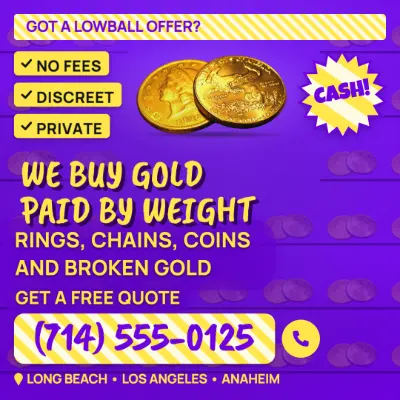 GOT A LOWBALL OFFER?
NO FEES
DISCREET
PRIVATE
CASH!
WE BUY GOLD
PAID BY WEIGHT
RINGS, CHAINS, COINS
AND BROKEN GOLD
GET A FREE QUOTE
(714) 555-0125
LONG BEACH • LOS ANGELES • ANAHEIM